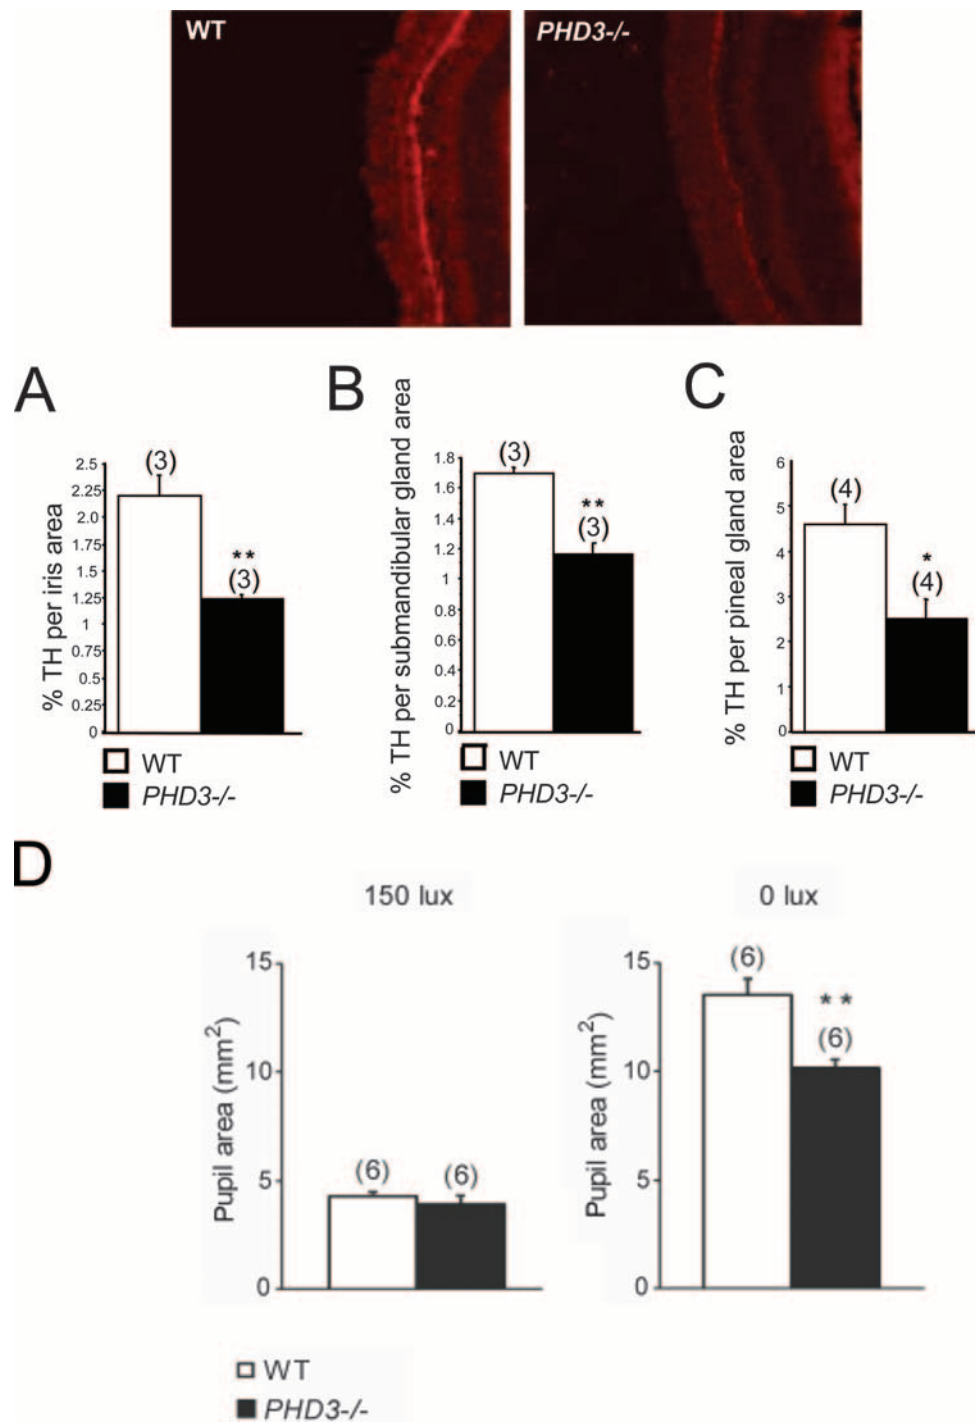 WT
PHD3-/-
A
B
C
% TH per iris area
2.5
2.25
2.0
1.75
1.5
1.25
1
0.75
0.5
0.25
0
(3)
**
(3)
WT
PHD3-/-
% TH per submandibular gland area
1.8
1.6
1.4
1.2
1
0.8
0.6
0.4
0.2
0
(3)
**
(3)
WT
PHD3-/-
% TH per pineal gland area
6
5
4
3
2
1
0
(4)
*
(4)
WT
PHD3-/-
D
150 lux
0 lux
Pupil area (mm²)
15
10
5
0
(6)
(6)
Pupil area (mm²)
15
10
5
0
(6)
**
(6)
WT
PHD3-/-